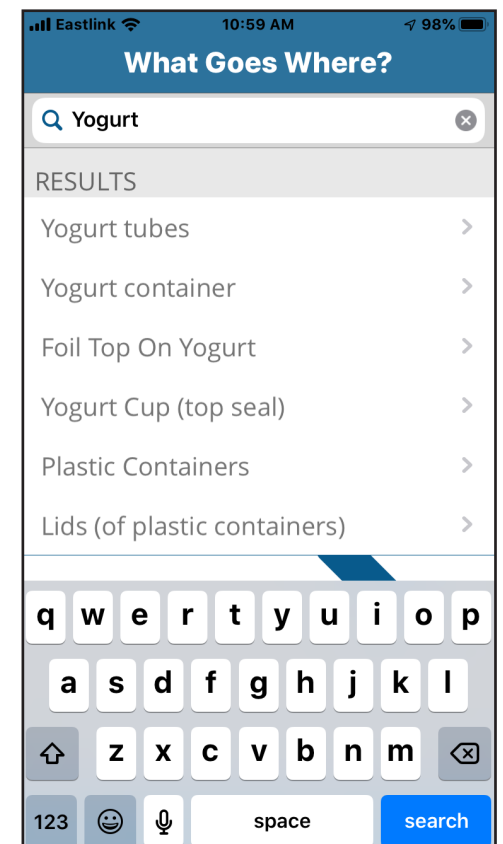 Eastlink 10:59 AM 98%
What Goes Where?
Yogurt
RESULTS
Yogurt tubes
Yogurt container
Foil Top On Yogurt
Yogurt Cup (top seal)
Plastic Containers
Lids (of plastic containers)
q w e r t y u i o p
a s d f g h j k l
z x c v b n m
123 space search